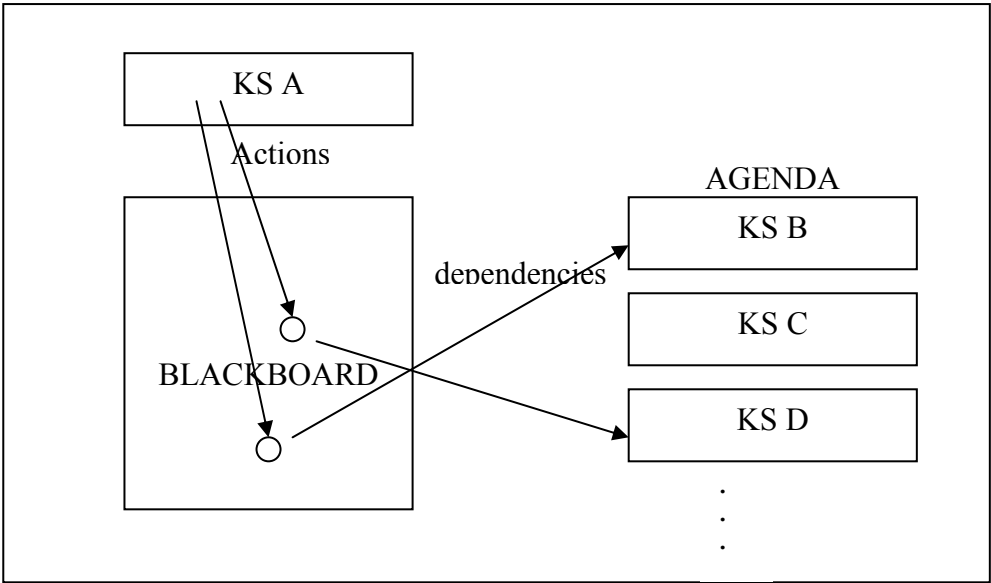 KS A
Actions
AGENDA
KS B
dependencies
KS C
BLACKBOARD
KS D
.
.
.